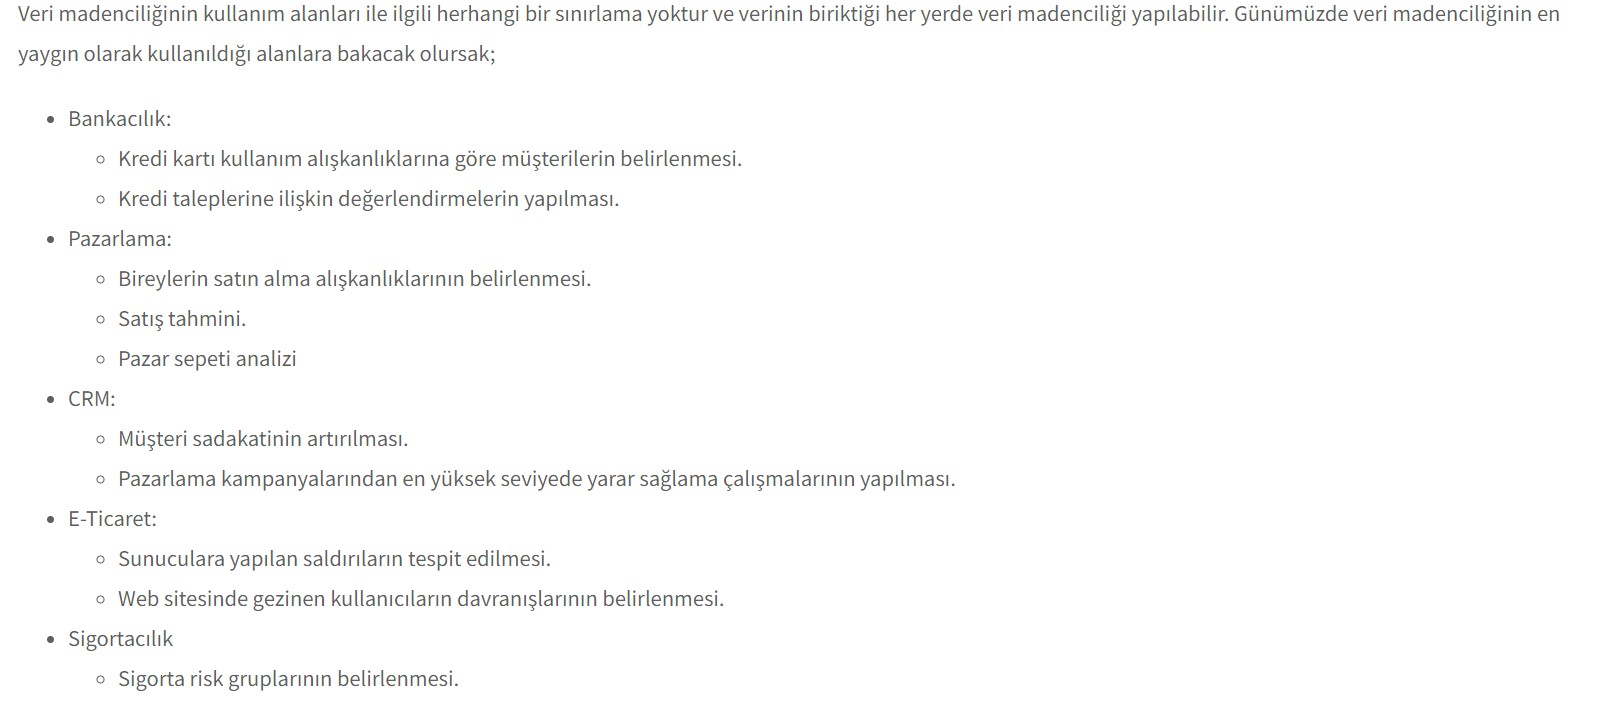 Veri madenciliğinin kullanım alanları ile ilgili herhangi bir sınırlama yoktur ve verinin biriktiği her yerde veri madenciliği yapılabilir. Günümüzde veri madenciliğinin en
yaygın olarak kullanıldığı alanlara bakacak olursak;
• Bankacılık:
◦ Kredi kartı kullanım alışkanlıklarına göre müşterilerin belirlenmesi.
◦ Kredi taleplerine ilişkin değerlendirmelerin yapılması.
• Pazarlama:
◦ Bireylerin satın alma alışkanlıklarının belirlenmesi.
◦ Satış tahmini.
◦ Pazar sepeti analizi
• CRM:
◦ Müşteri sadakatinin artırılması.
◦ Pazarlama kampanyalarından en yüksek seviyede yarar sağlama çalışmalarının yapılması.
• E-Ticaret:
◦ Sunuculara yapılan saldırıların tespit edilmesi.
◦ Web sitesinde gezinen kullanıcıların davranışlarının belirlenmesi.
• Sigortacılık
◦ Sigorta risk gruplarının belirlenmesi.